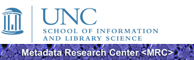 UNC
SCHOOL OF INFORMATION
AND LIBRARY SCIENCE
Metadata Research Center <MRC>